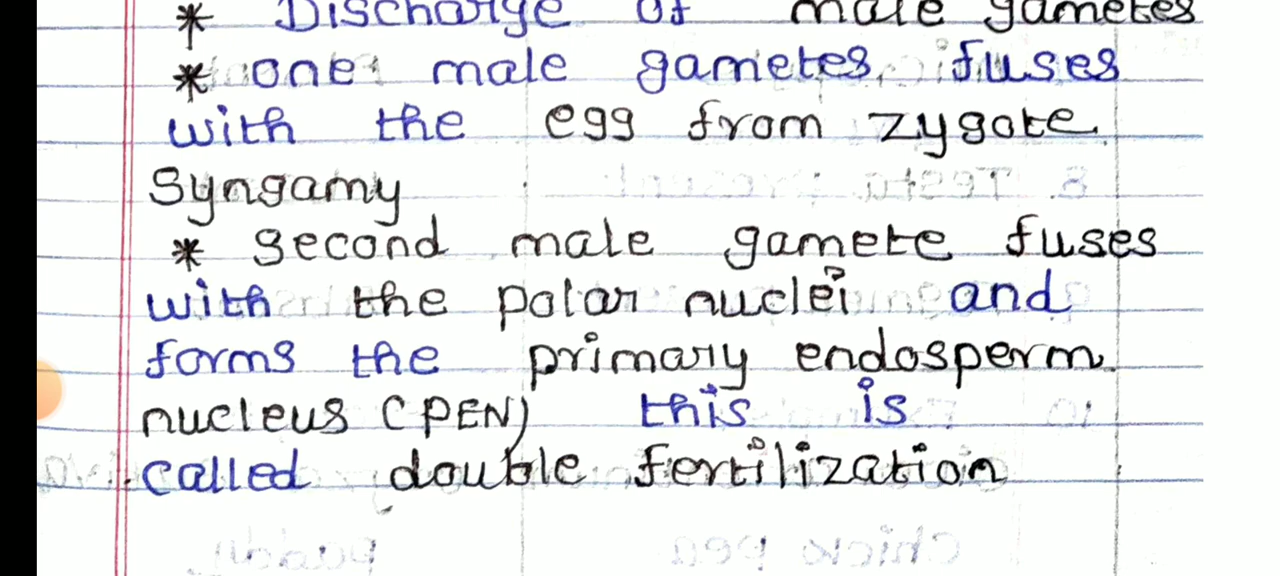 * Discharge of male gametes
* one male gametes fuses
with the egg from zygote.
Syngamy
* Second male gamete fuses
with the polar nuclei and
forms the primary endosperm.
nucleus (PEN) this is
called double fertilization